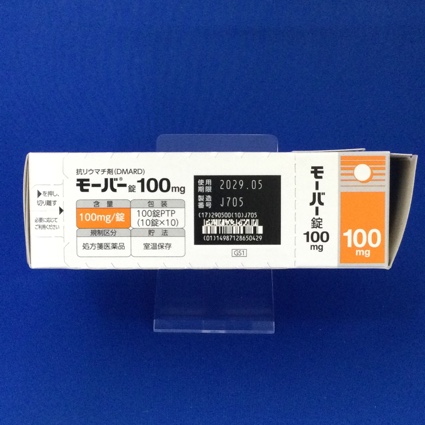 ▶を押し、
切り離す
必要に応じて
ご利用ください
抗リウマチ剤(DMARD)
モーバー®錠100mg
含量 包装
100mg/錠 100錠PTP
(10錠×10)
規制区分 貯法
処方箋医薬品 室温保存
使用期限 2029.05
製造番号 J705
(17)290500(10)J705
(01)14987128650429
GS1
モーバー錠
100
mg
100
mg